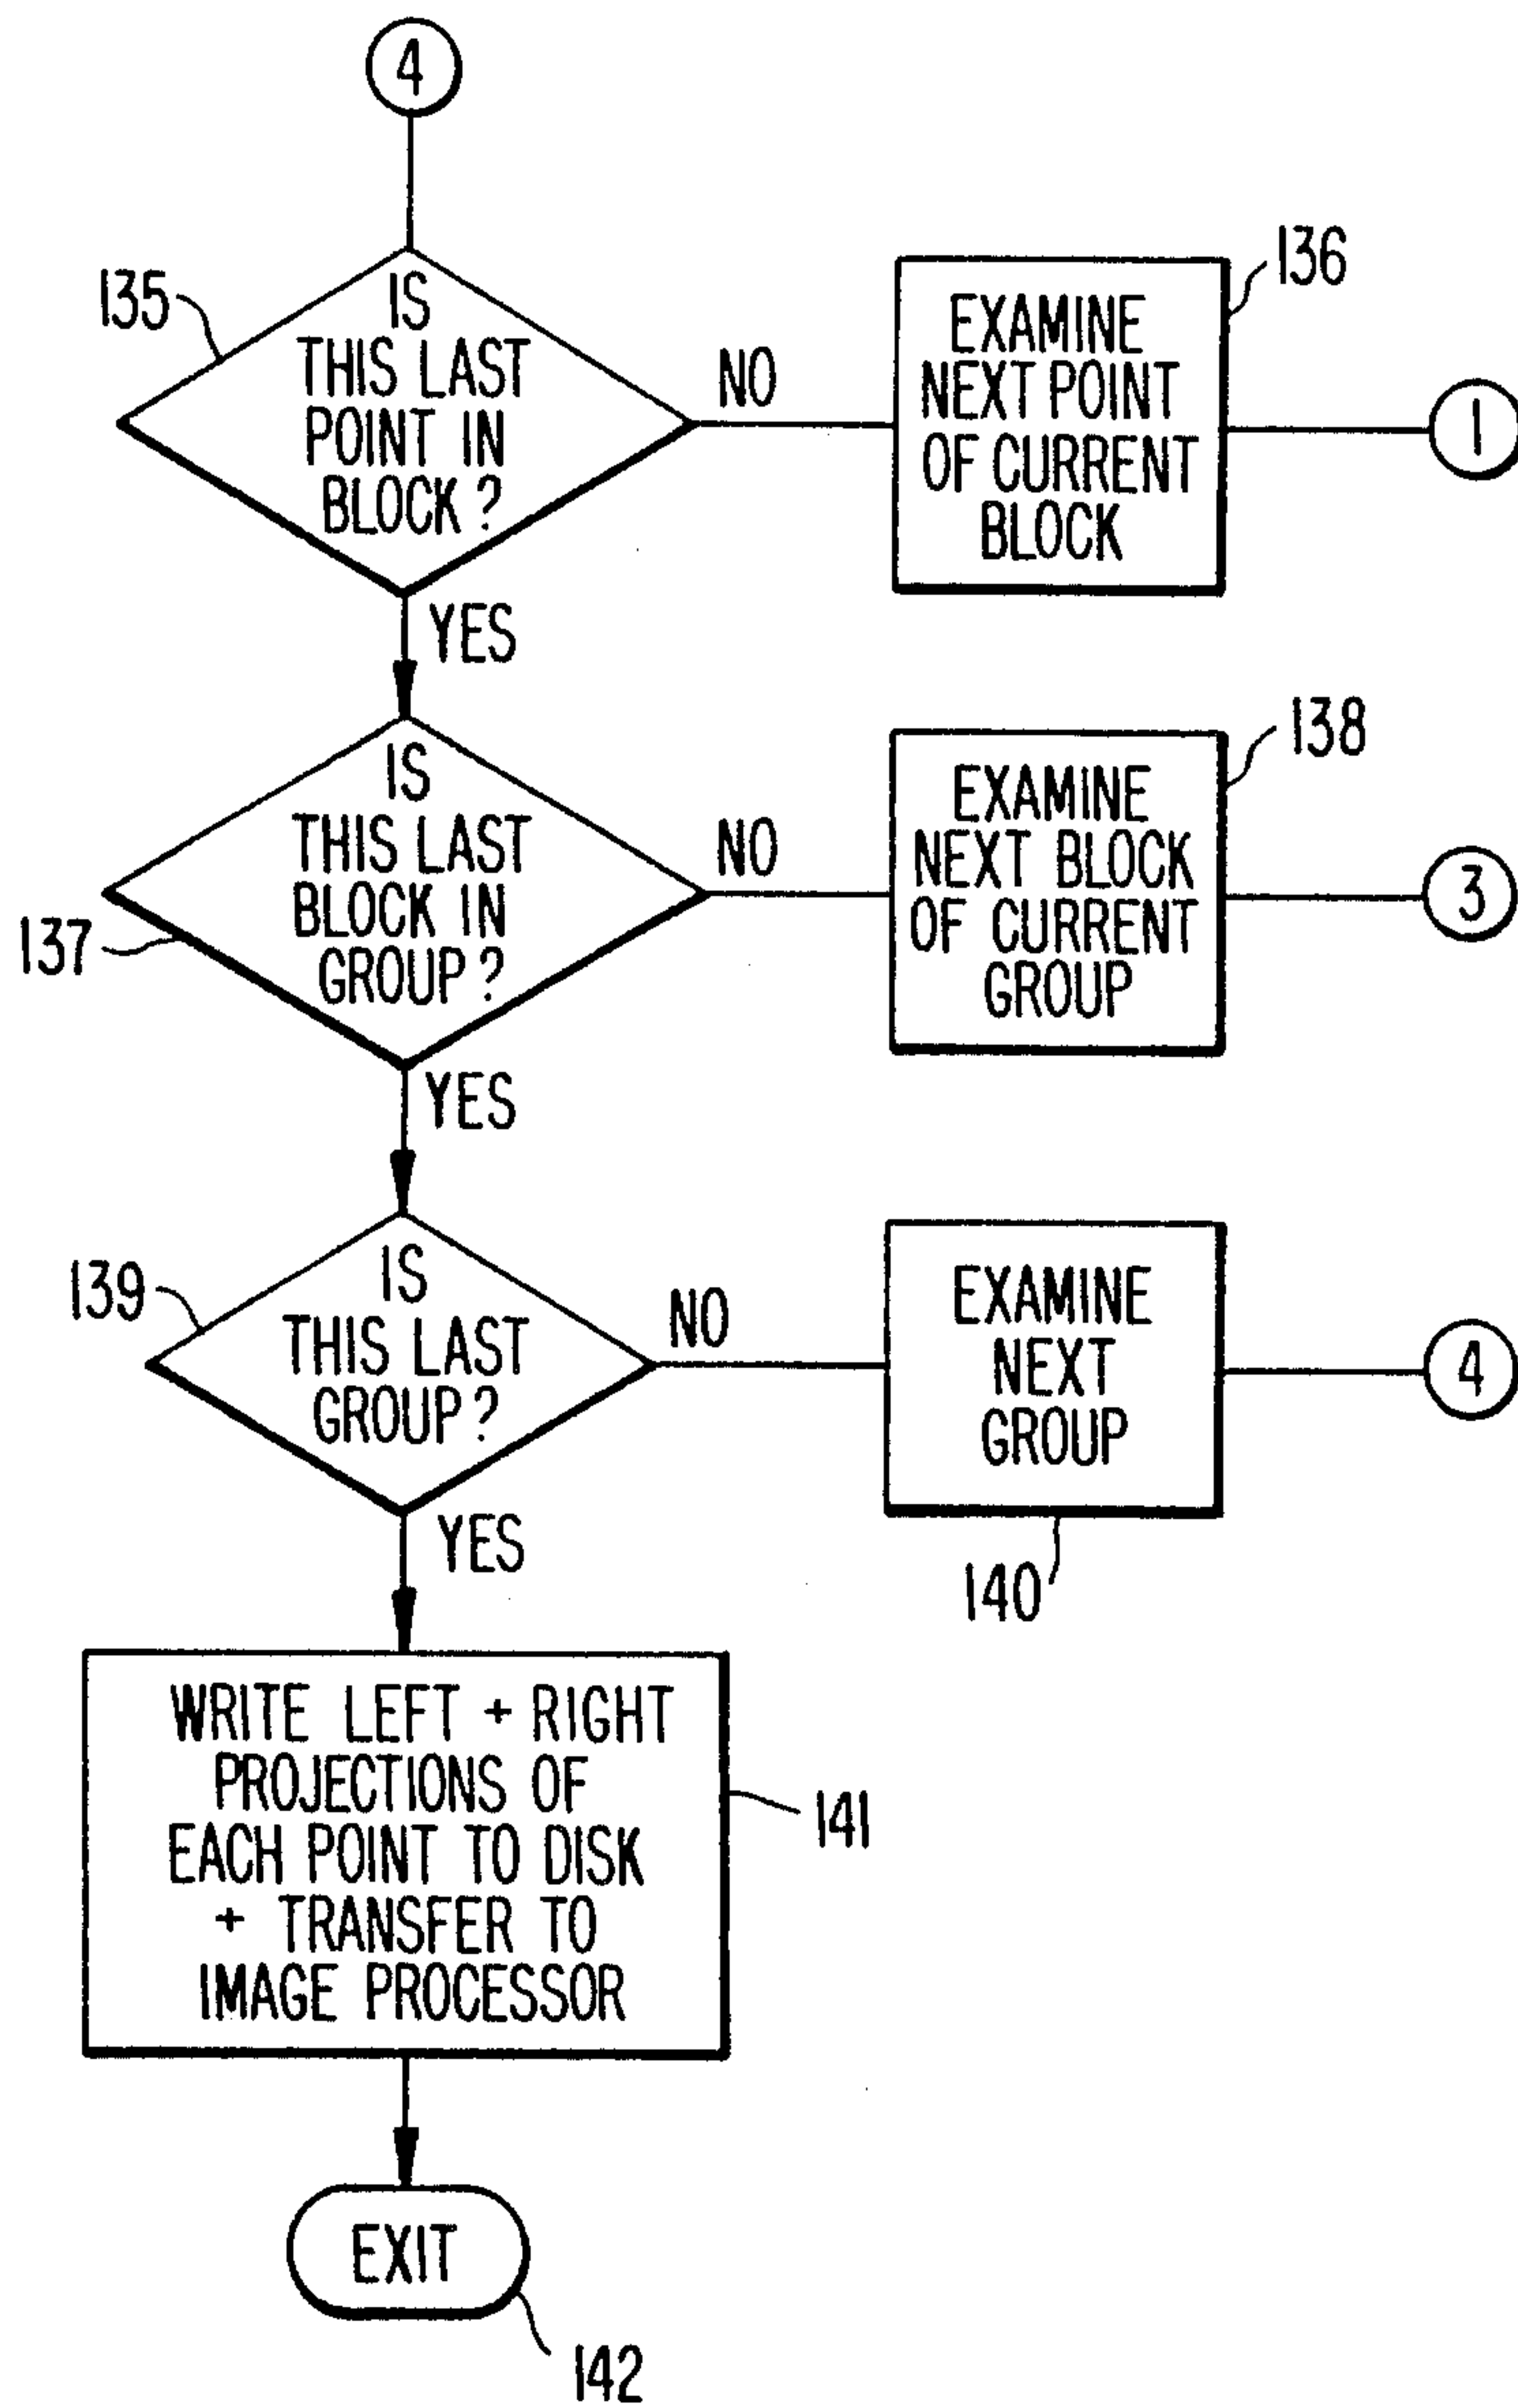 4
135
IS
THIS LAST
POINT IN
BLOCK?
NO
136
EXAMINE
NEXT POINT
OF CURRENT
BLOCK
1
YES
137
IS
THIS LAST
BLOCK IN
GROUP?
NO
138
EXAMINE
NEXT BLOCK
OF CURRENT
GROUP
3
YES
139
IS
THIS LAST
GROUP?
NO
EXAMINE
NEXT
GROUP
140
4
YES
WRITE LEFT + RIGHT
PROJECTIONS OF
EACH POINT TO DISK
+ TRANSFER TO
IMAGE PROCESSOR
141
EXIT
142